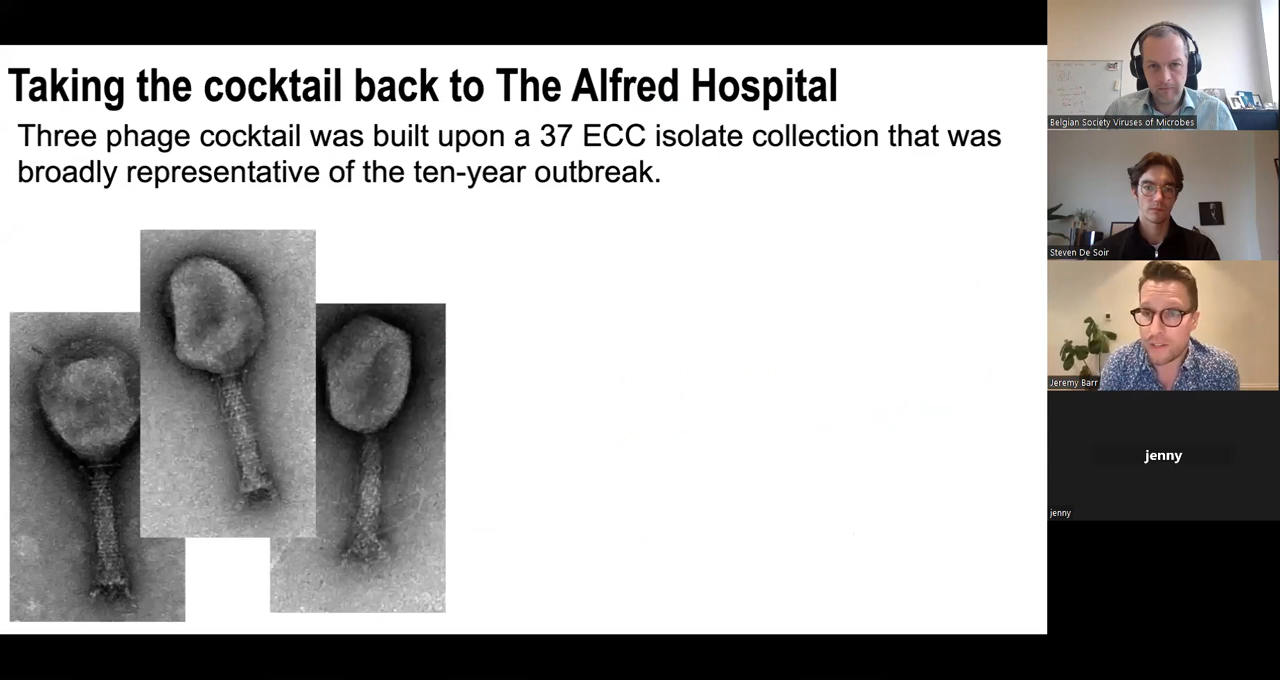 Taking the cocktail back to The Alfred Hospital
Three phage cocktail was built upon a 37 ECC isolate collection that was
broadly representative of the ten-year outbreak.
Belgian Society Viruses of Microbes
Steven De Soir
Jeremy Barr
jenny
jenny